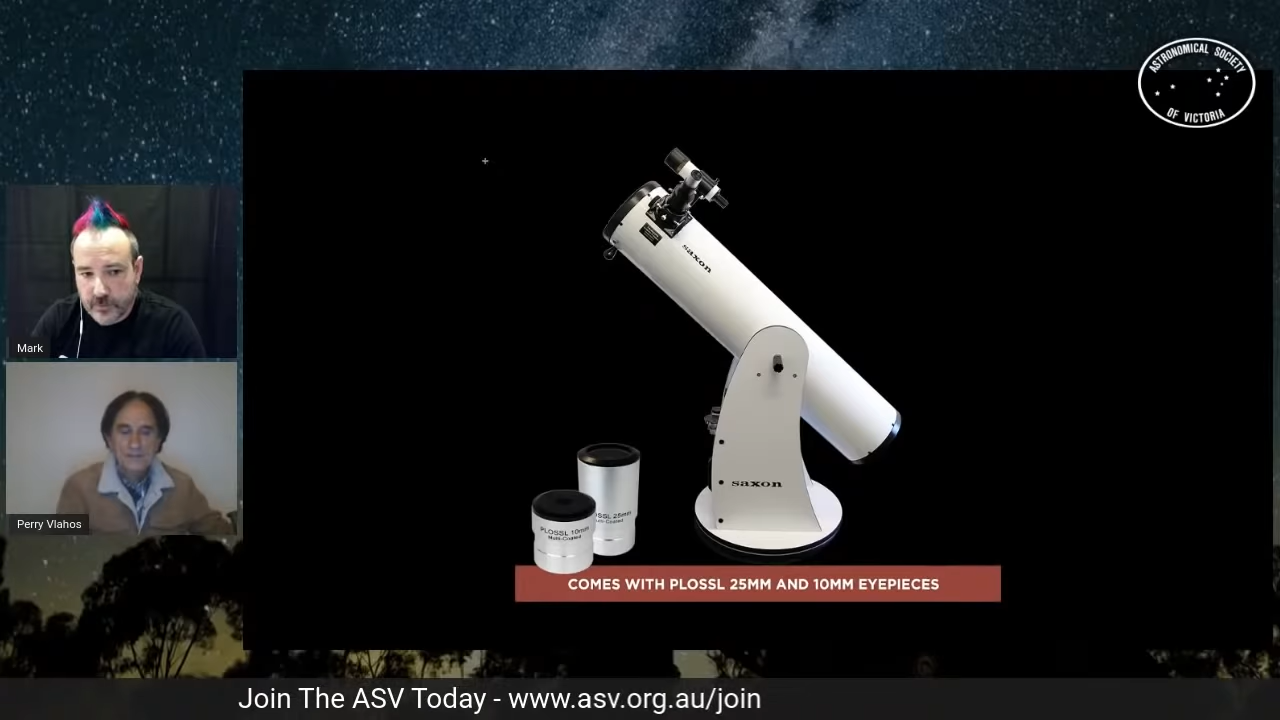 ASTRONOMICAL SOCIETY
OF VICTORIA
saxon
Mark
saxon
PLOSSL 25mm
Multi-Coated
PLOSSL 10mm
Multi-Coated
Perry Vlahos
COMES WITH PLOSSL 25MM AND 10MM EYEPIECES
Join The ASV Today - www.asv.org.au/join